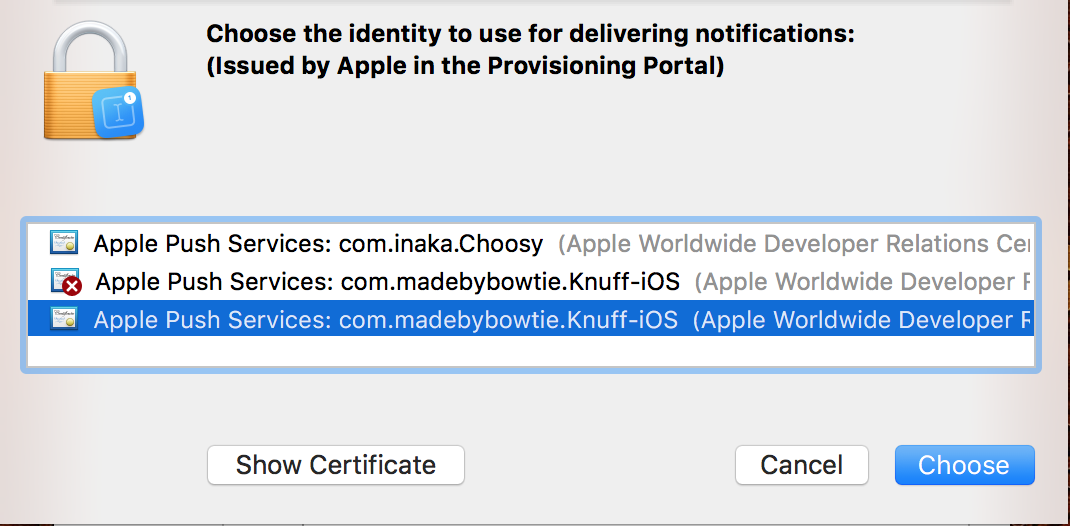 Choose the identity to use for delivering notifications:
(Issued by Apple in the Provisioning Portal)
Apple Push Services: com.inaka.Choosy (Apple Worldwide Developer Relations Cer
Apple Push Services: com.madebybowtie.Knuff-iOS (Apple Worldwide Developer R
Apple Push Services: com.madebybowtie.Knuff-iOS (Apple Worldwide Developer R
Show Certificate
Cancel
Choose